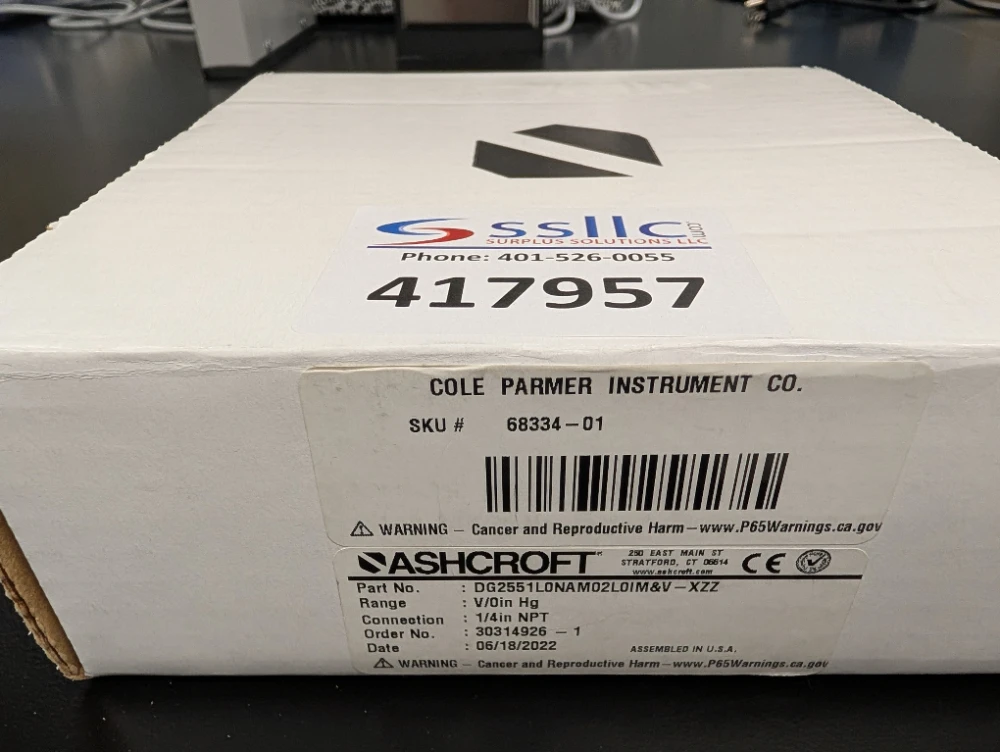 ssllc.com
SURPLUS SOLUTIONS LLC
Phone: 401-526-0055
417957
COLE PARMER INSTRUMENT CO.
SKU # 68334-01
⚠ WARNING – Cancer and Reproductive Harm–www.P65Warnings.ca.gov
ASHCROFT
250 EAST MAIN ST
STRATFORD, CT 06614
www.ashcroft.com
CE
Part No. : DG2551L0NAM02L0IM&V-XZZ
Range : V/0in Hg
Connection : 1/4in NPT
Order No. : 30314926 - 1
Date : 06/18/2022
ASSEMBLED IN U.S.A.
⚠ WARNING – Cancer and Reproductive Harm–www.P65Warnings.ca.gov